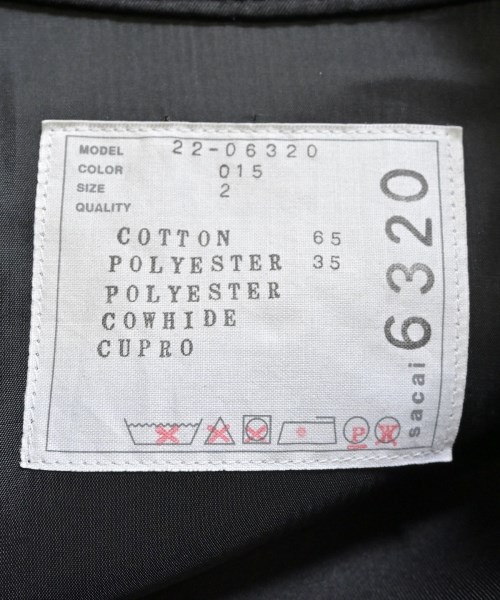 MODEL 22-06320
COLOR 015
SIZE 2
QUALITY
COTTON 65
POLYESTER 35
POLYESTER
COWHIDE
CUPRO
P W
sacai 6320